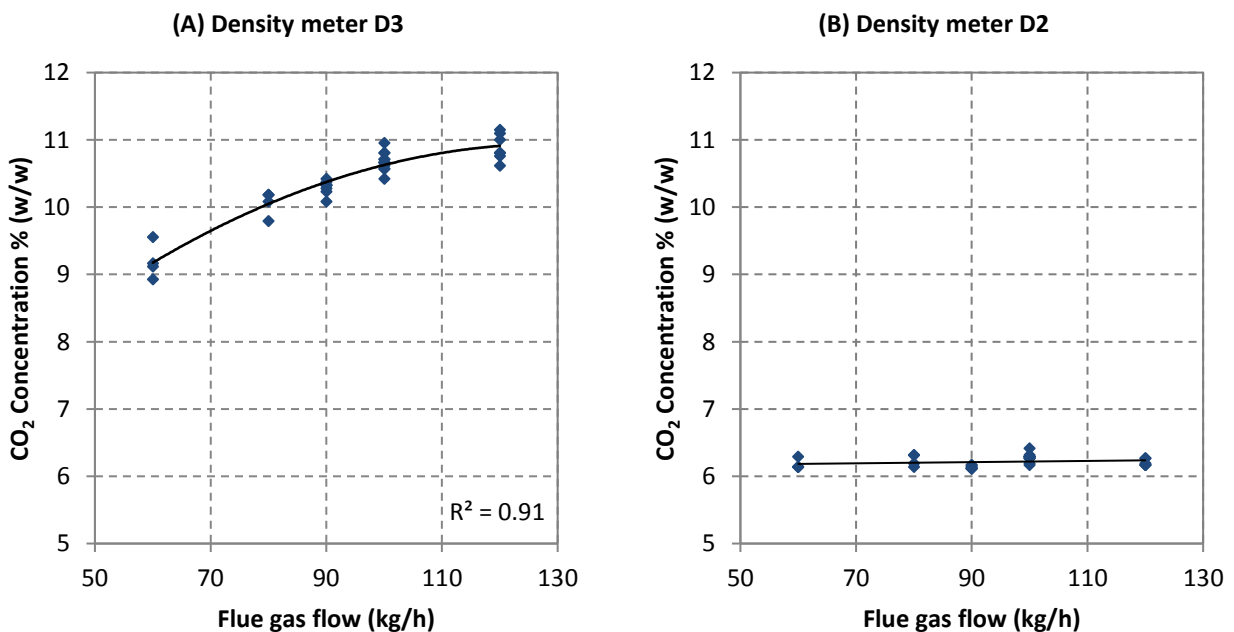 (A) Density meter D3
CO₂ Concentration % (w/w)
12
11
10
9
8
7
6
5
R² = 0.91
50 70 90 110 130
Flue gas flow (kg/h)
(B) Density meter D2
CO₂ Concentration % (w/w)
12
11
10
9
8
7
6
5
50 70 90 110 130
Flue gas flow (kg/h)